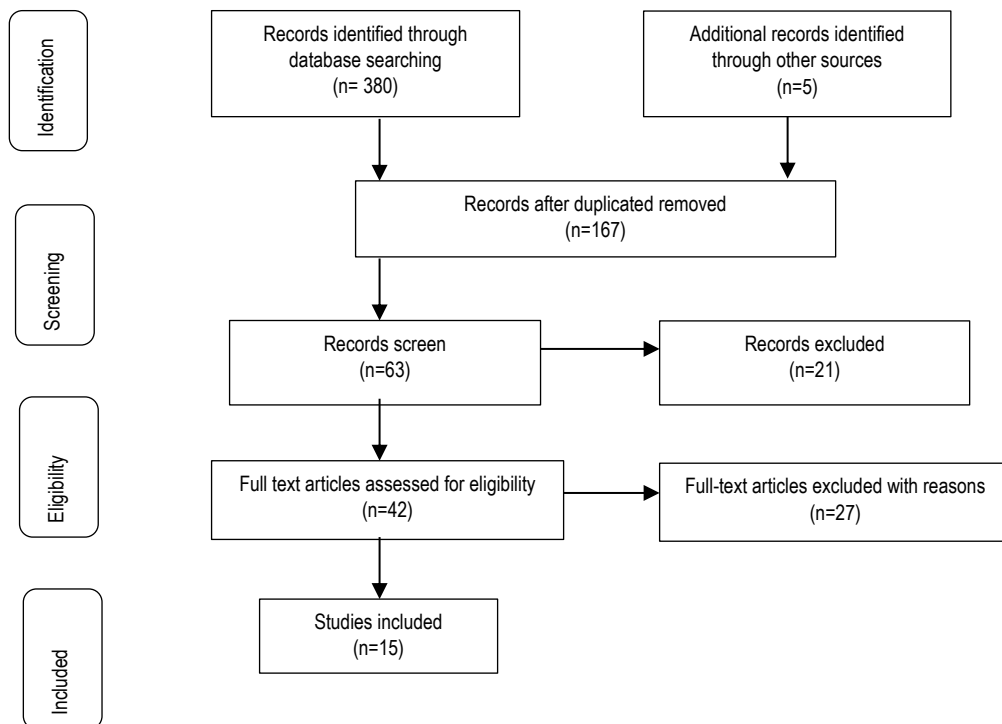 Identification
Records identified through
database searching
(n= 380)
Additional records identified
through other sources
(n=5)
Records after duplicated removed
(n=167)
Screening
Records screen
(n=63)
Records excluded
(n=21)
Eligibility
Full text articles assessed for eligibility
(n=42)
Full-text articles excluded with reasons
(n=27)
Included
Studies included
(n=15)